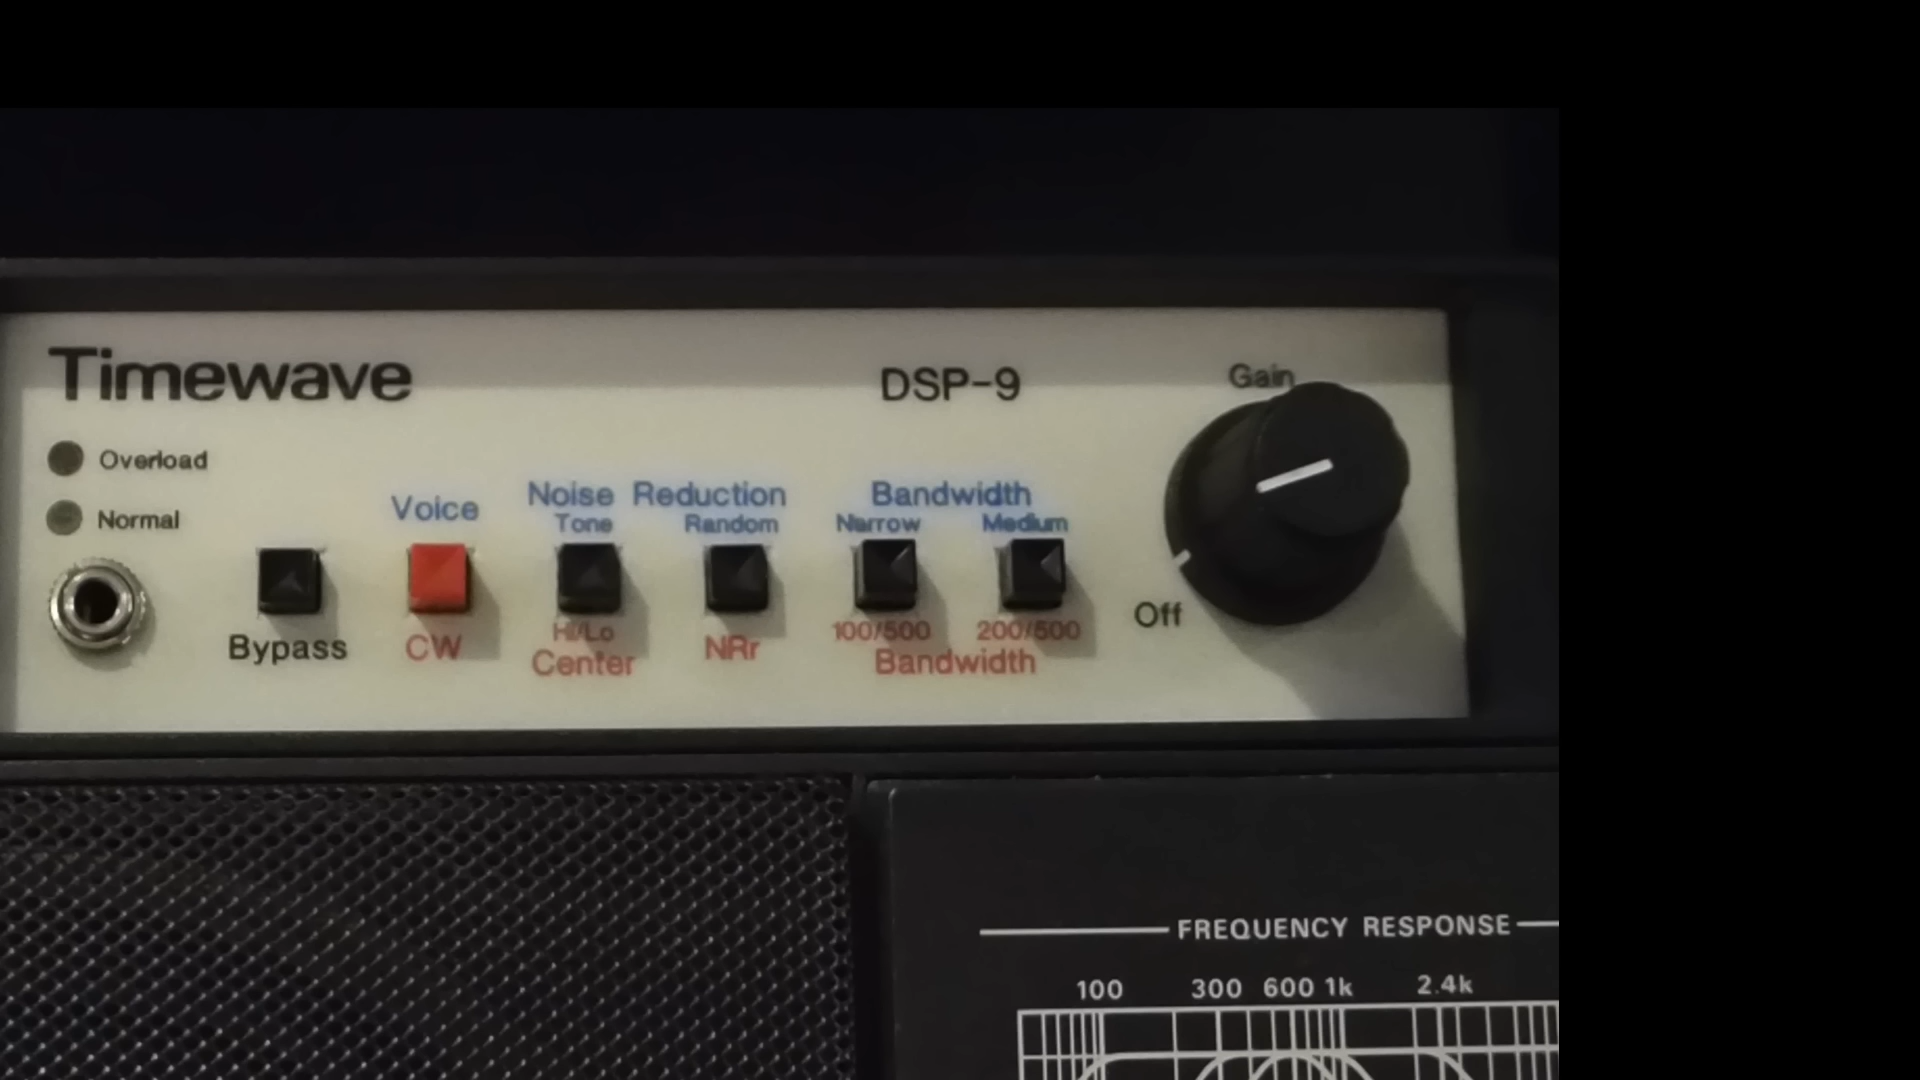 Timewave
DSP-9
Gain
Overload
Normal
Voice
Noise Reduction
Tone Random
Bandwidth
Narrow Medium
Off
Bypass
CW
Hi/Lo
Center
NRr
100/500 200/500
Bandwidth
FREQUENCY RESPONSE
100 300 600 1k 2.4k